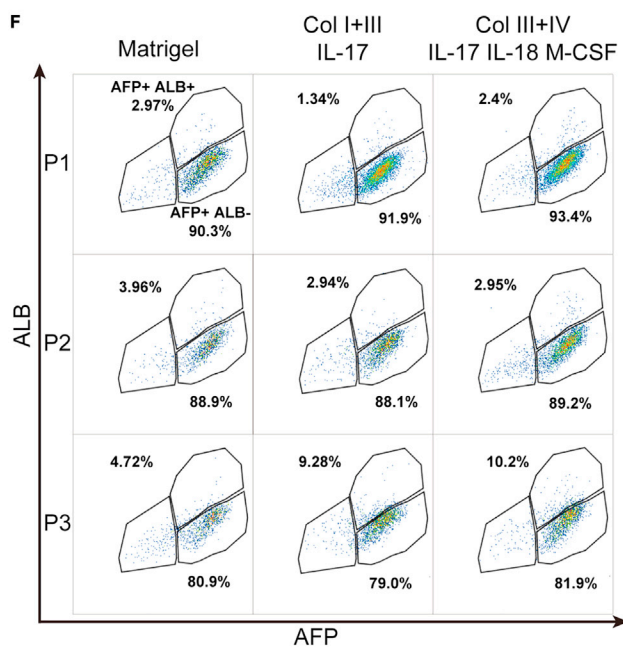 F
Matrigel
Col I+III
IL-17
Col III+IV
IL-17 IL-18 M-CSF
ALB
P1
AFP+ ALB+
2.97%
AFP+ ALB-
90.3%
1.34%
91.9%
2.4%
93.4%
P2
3.96%
88.9%
2.94%
88.1%
2.95%
89.2%
P3
4.72%
80.9%
9.28%
79.0%
10.2%
81.9%
AFP